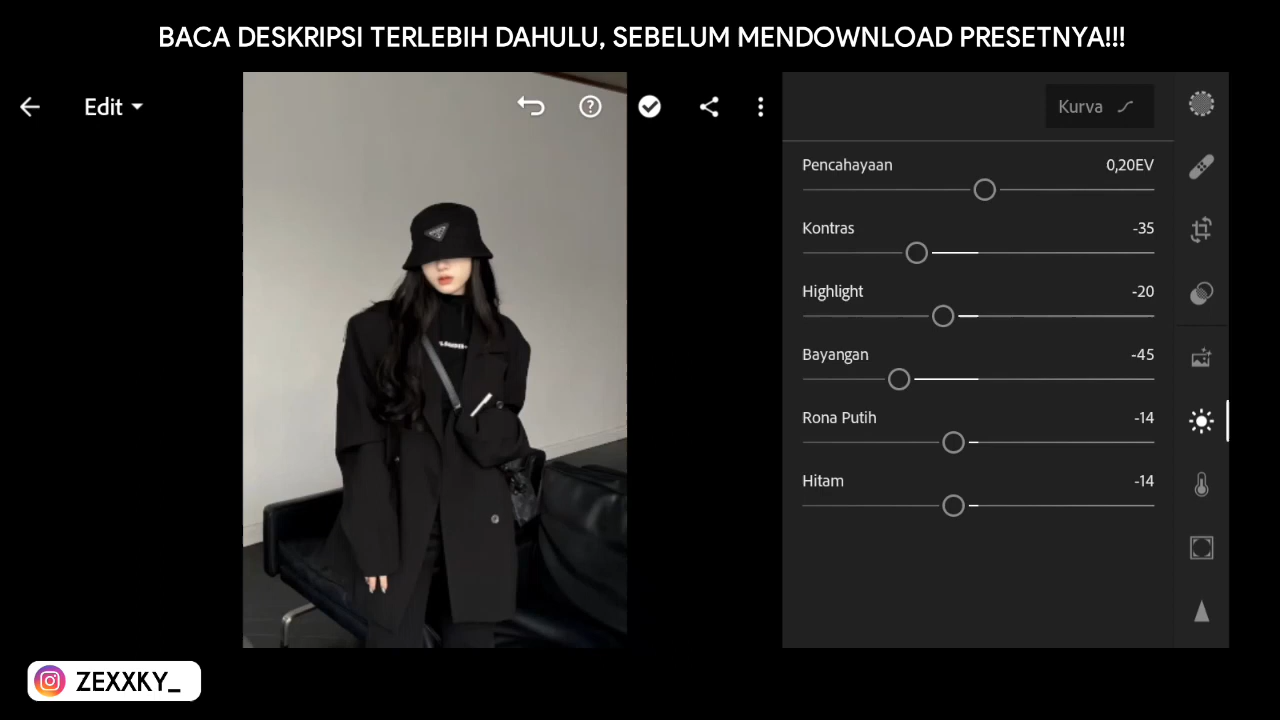 BACA DESKRIPSI TERLEBIH DAHULU, SEBELUM MENDOWNLOAD PRESETNYA!!!
Edit
Kurva
Pencahayaan 0,20EV
Kontras -35
Highlight -20
Bayangan -45
Rona Putih -14
Hitam -14
ZEXXKY_